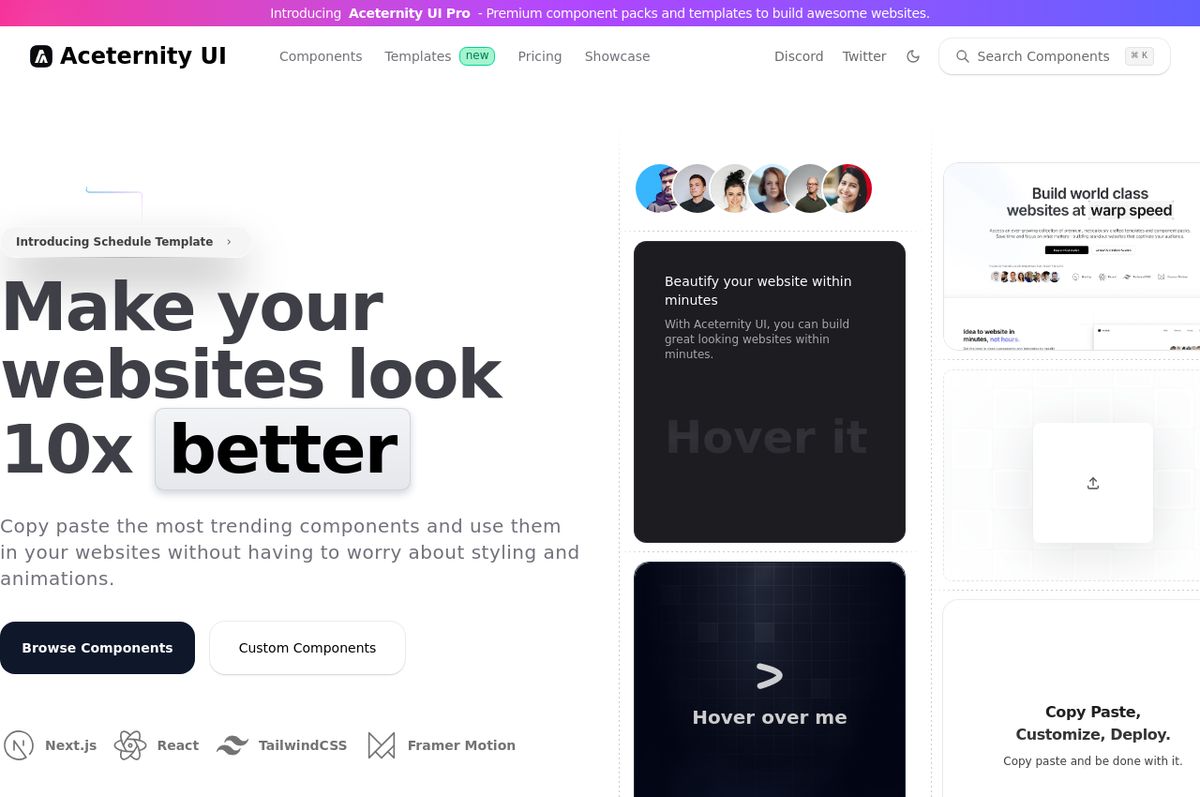 Introducing Aceternity UI Pro - Premium component packs and templates to build awesome websites.
Aceternity UI
Components
Templates new
Pricing
Showcase
Discord
Twitter
Search Components
⌘ K
Introducing Schedule Template
Make your
websites look
10x better
Copy paste the most trending components and use them
in your websites without having to worry about styling and
animations.
Browse Components
Custom Components
Next.js
React
TailwindCSS
Framer Motion
Beautify your website within
minutes
With Aceternity UI, you can build
great looking websites within
minutes.
Hover it
>
Hover over me
Build world class
websites at warp speed
Idea to website in
minutes, not hours.
Copy Paste,
Customize, Deploy.
Copy paste and be done with it.